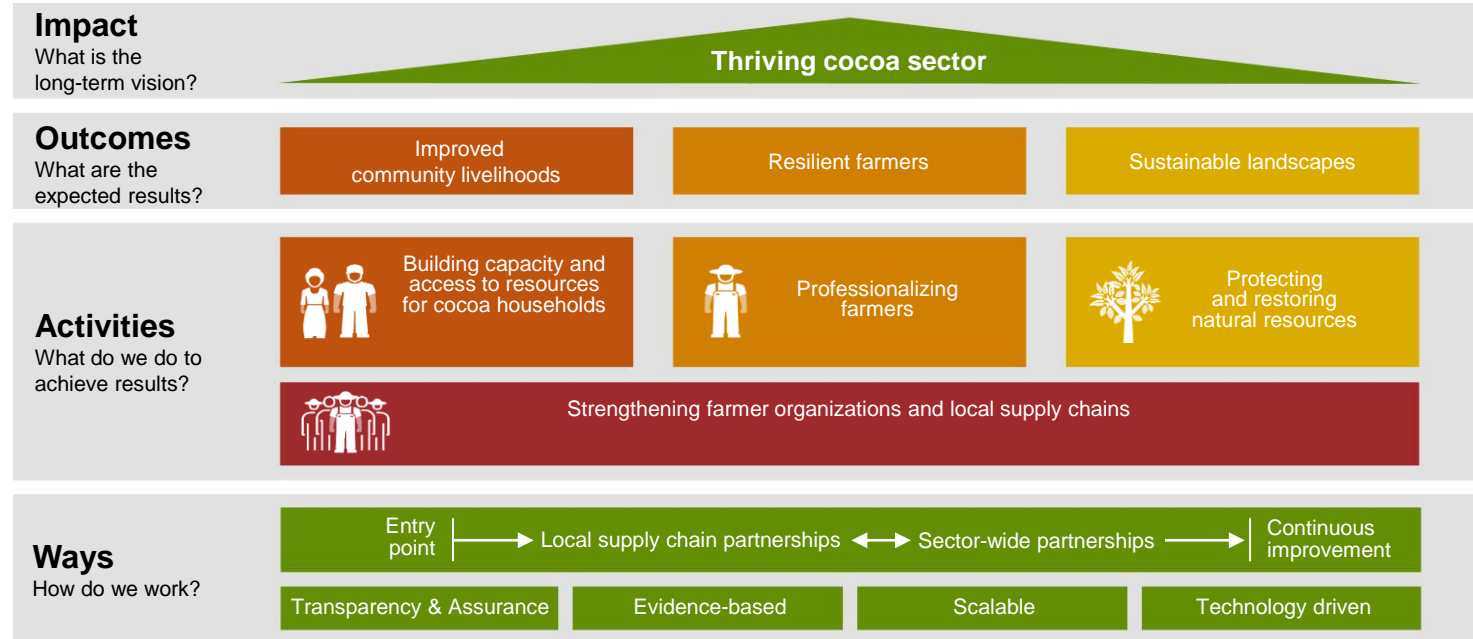 Impact
What is the
long-term vision?
Thriving cocoa sector
Outcomes
What are the
expected results?
Improved
community livelihoods
Resilient farmers
Sustainable landscapes
Activities
What do we do to
achieve results?
Building capacity and
access to resources
for cocoa households
Professionalizing
farmers
Protecting
and restoring
natural resources
Strengthening farmer organizations and local supply chains
Ways
How do we work?
Entry
point
Local supply chain partnerships
Sector-wide partnerships
Continuous
improvement
Transparency & Assurance
Evidence-based
Scalable
Technology driven